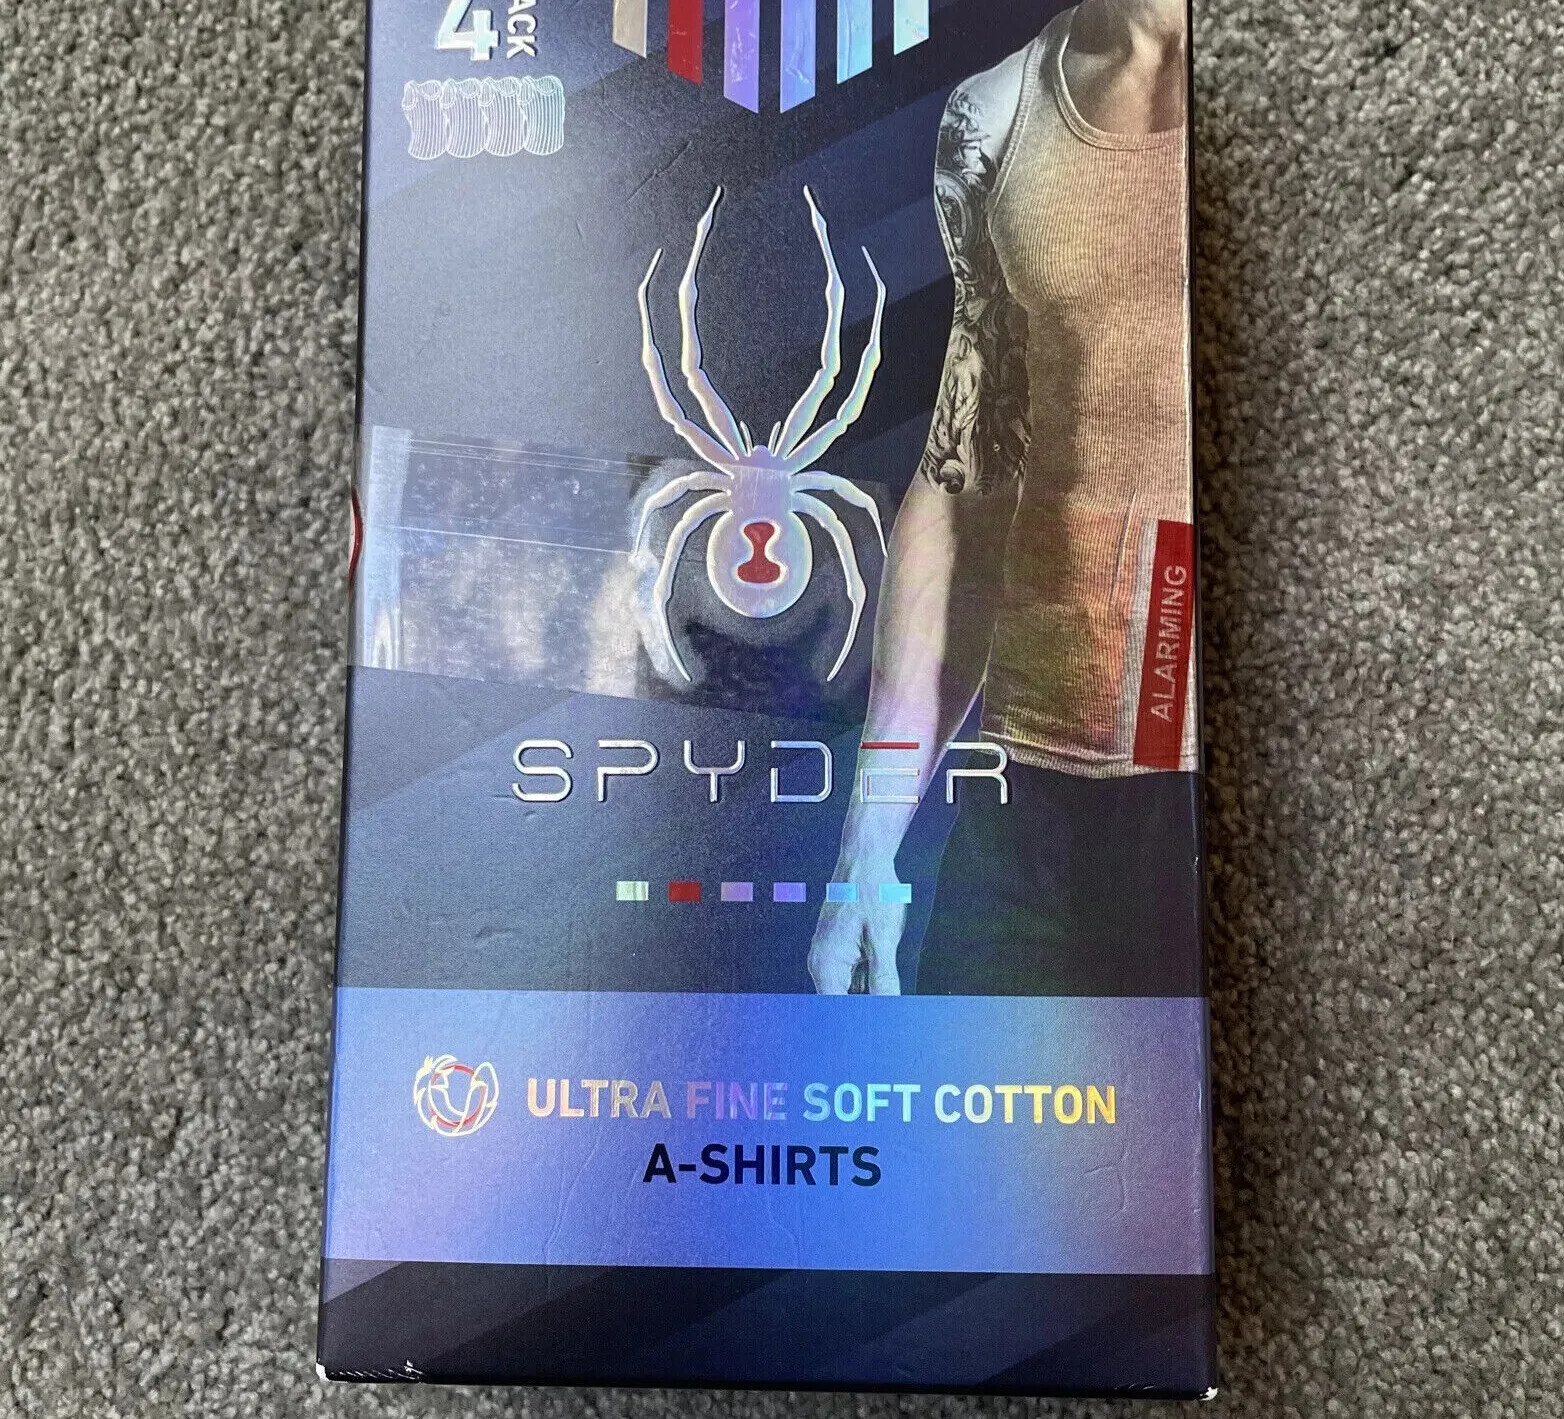 4
ACK
ALARMING
SPYDER
ULTRA FINE SOFT COTTON
A-SHIRTS